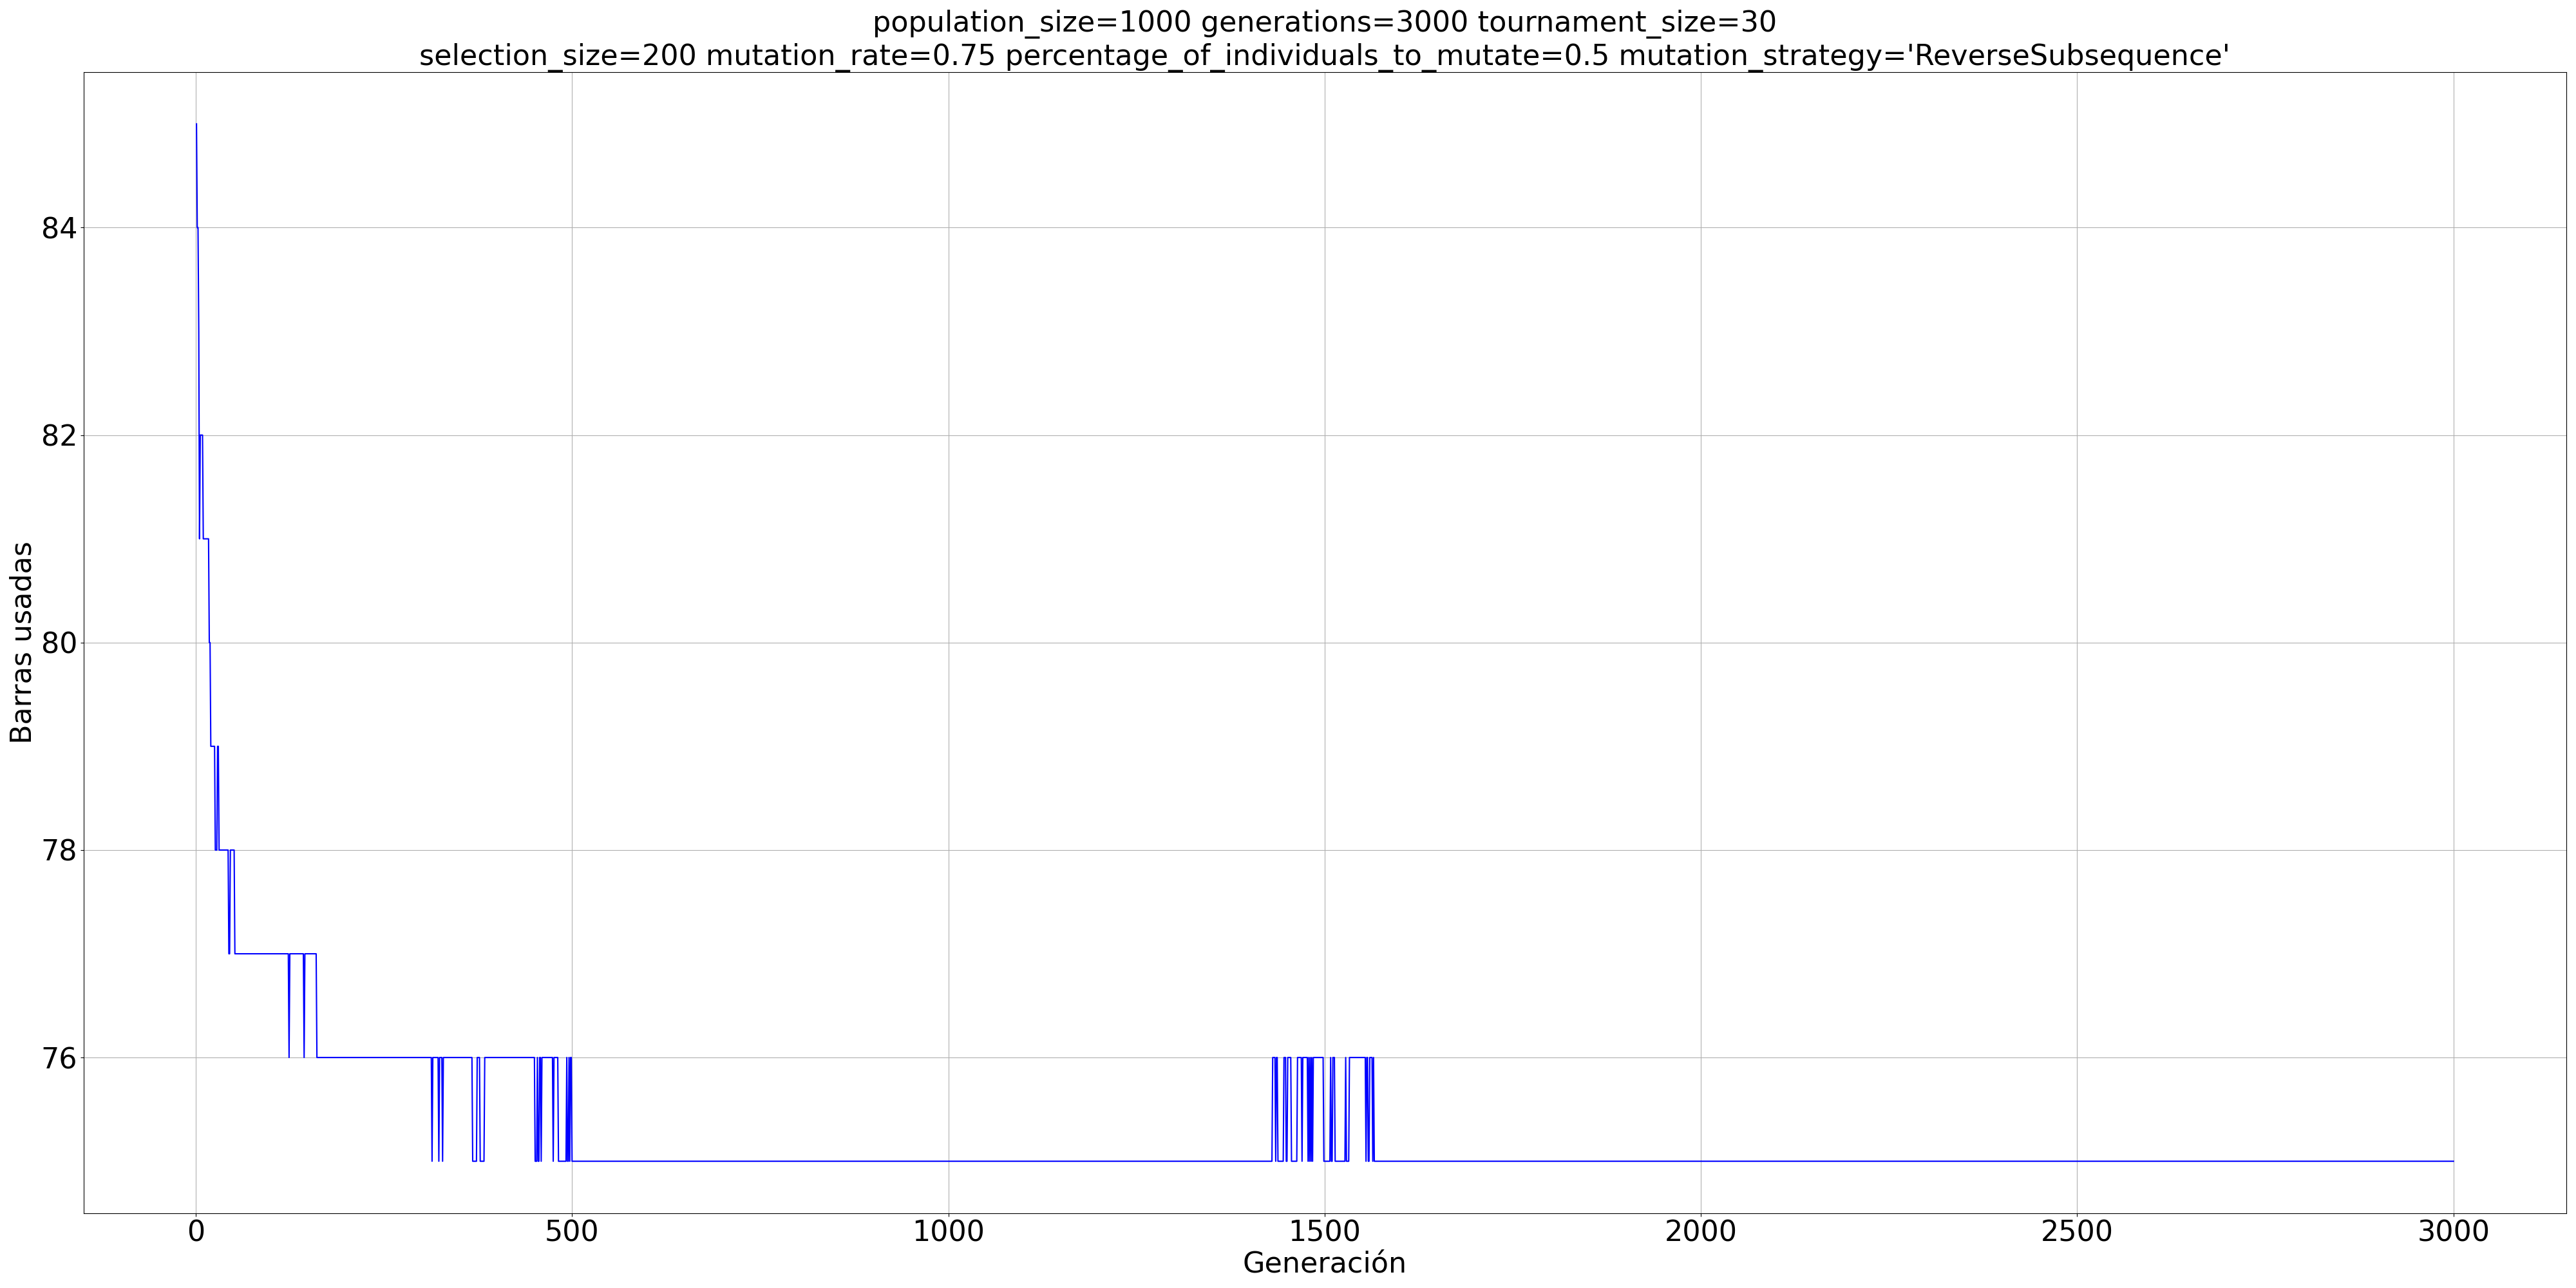 population_size=1000 generations=3000 tournament_size=30
selection_size=200 mutation_rate=0.75 percentage_of_individuals_to_mutate=0.5 mutation_strategy='ReverseSubsequence'
Barras usadas
84
82
80
78
76
0 500 1000 1500 2000 2500 3000
Generación